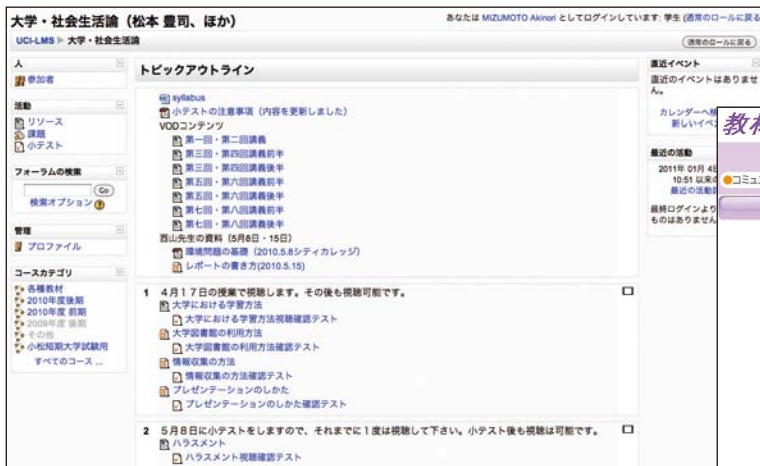 大学・社会生活論（松本 豊司、ほか）
あなたは MIZUMOTO Akinori としてログインしています: 学生 (通常のロールに戻る
UCI-LMS ▶ 大学・社会生活論
通常のロールに戻る
人
参加者
活動
リソース
課題
小テスト
フォーラムの検索
Go
検索オプション
管理
プロファイル
コースカテゴリ
各種教材
2010年度後期
2010年度 前期
2009年度 後期
その他
小松短期大学試験用
すべてのコース ...
トピックアウトライン
syllabus
小テストの注意事項（内容を更新しました）
VODコンテンツ
第一回・第二回講義
第三回・第四回講義前半
第三回・第四回講義後半
第五回・第六回講義前半
第五回・第六回講義後半
第七回・第八回講義前半
第七回・第八回講義後半
西山先生の資料（5月8日・15日）
環境問題の基礎（2010.5.8シティカレッジ）
レポートの書き方(2010.5.15)
1 4月17日の授業で視聴します。その後も視聴可能です。
大学における学習方法
大学における学習方法視聴確認テスト
大学図書館の利用方法
大学図書館の利用方法確認テスト
情報収集の方法
情報収集の方法確認テスト
プレゼンテーションのしかた
プレゼンテーションのしかた確認テスト
2 5月8日に小テストをしますので、それまでに1度は視聴して下さい。小テスト後も視聴は可能です。
ハラスメント
ハラスメント視聴確認テスト
直近イベント
直近のイベントはありませ
ん。
カレンダーへ
新しいイベ
最近の活動
2011年 01月
10:51 以来
最近の活動
最終ログインより
ものはありません
教
コミュ